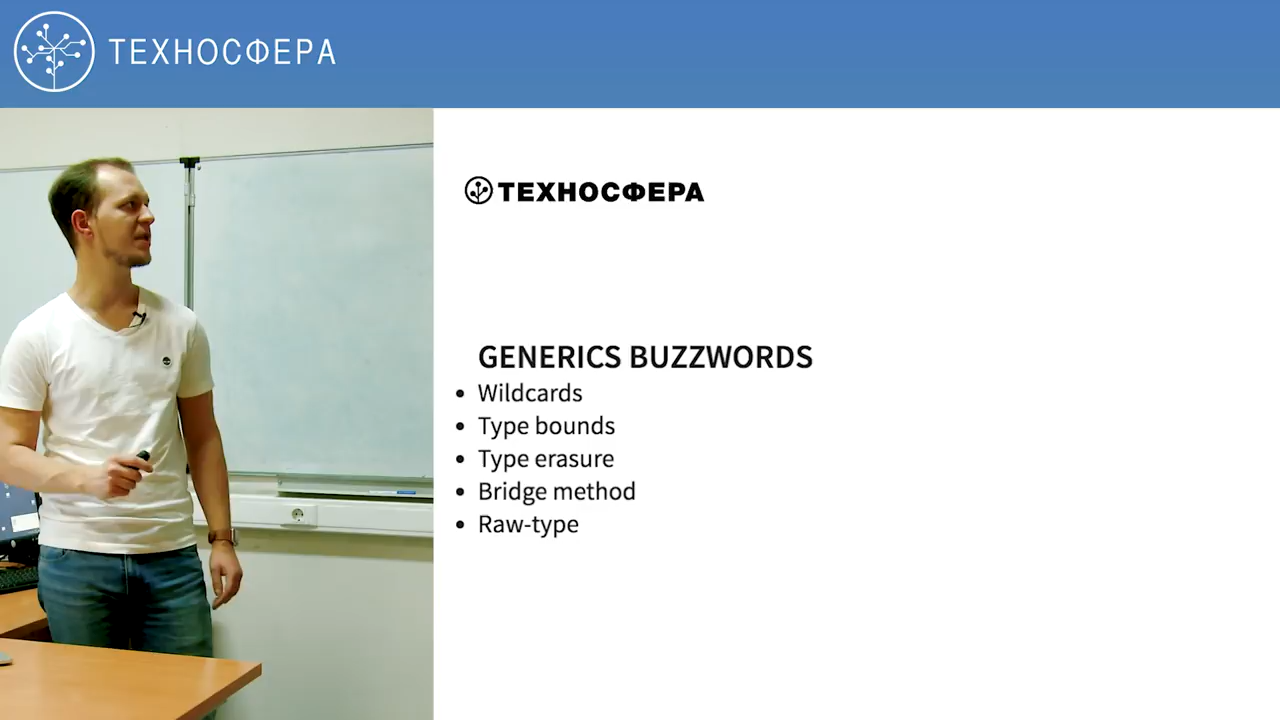 ТЕХНОСФЕРА
ТЕХНОСФЕРА
GENERICS BUZZWORDS
• Wildcards
• Type bounds
• Type erasure
• Bridge method
• Raw-type